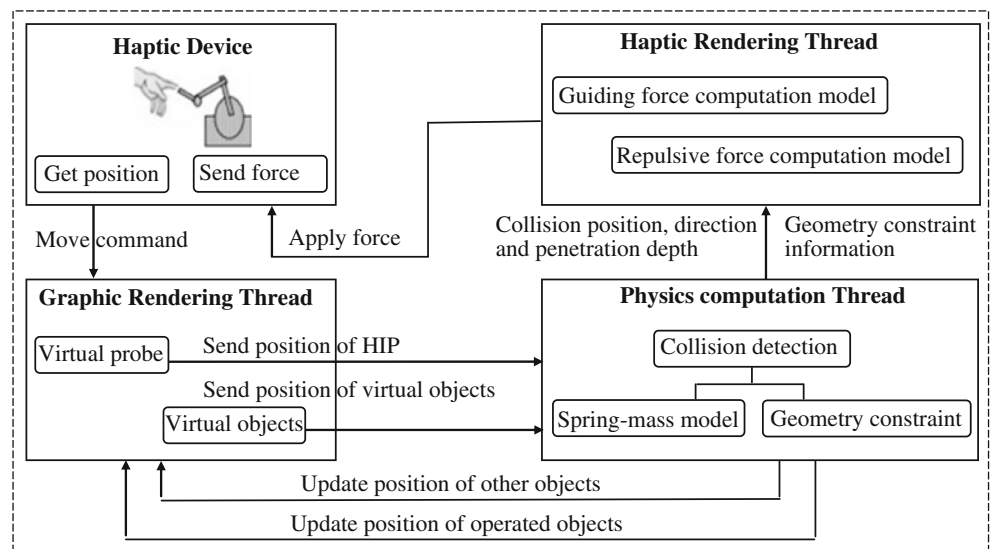 Haptic Device
Get position
Send force
Haptic Rendering Thread
Guiding force computation model
Repulsive force computation model
Move command
Apply force
Collision position, direction
and penetration depth
Geometry constraint
information
Graphic Rendering Thread
Virtual probe
Send position of HIP
Send position of virtual objects
Virtual objects
Physics computation Thread
Collision detection
Spring-mass model
Geometry constraint
Update position of other objects
Update position of operated objects